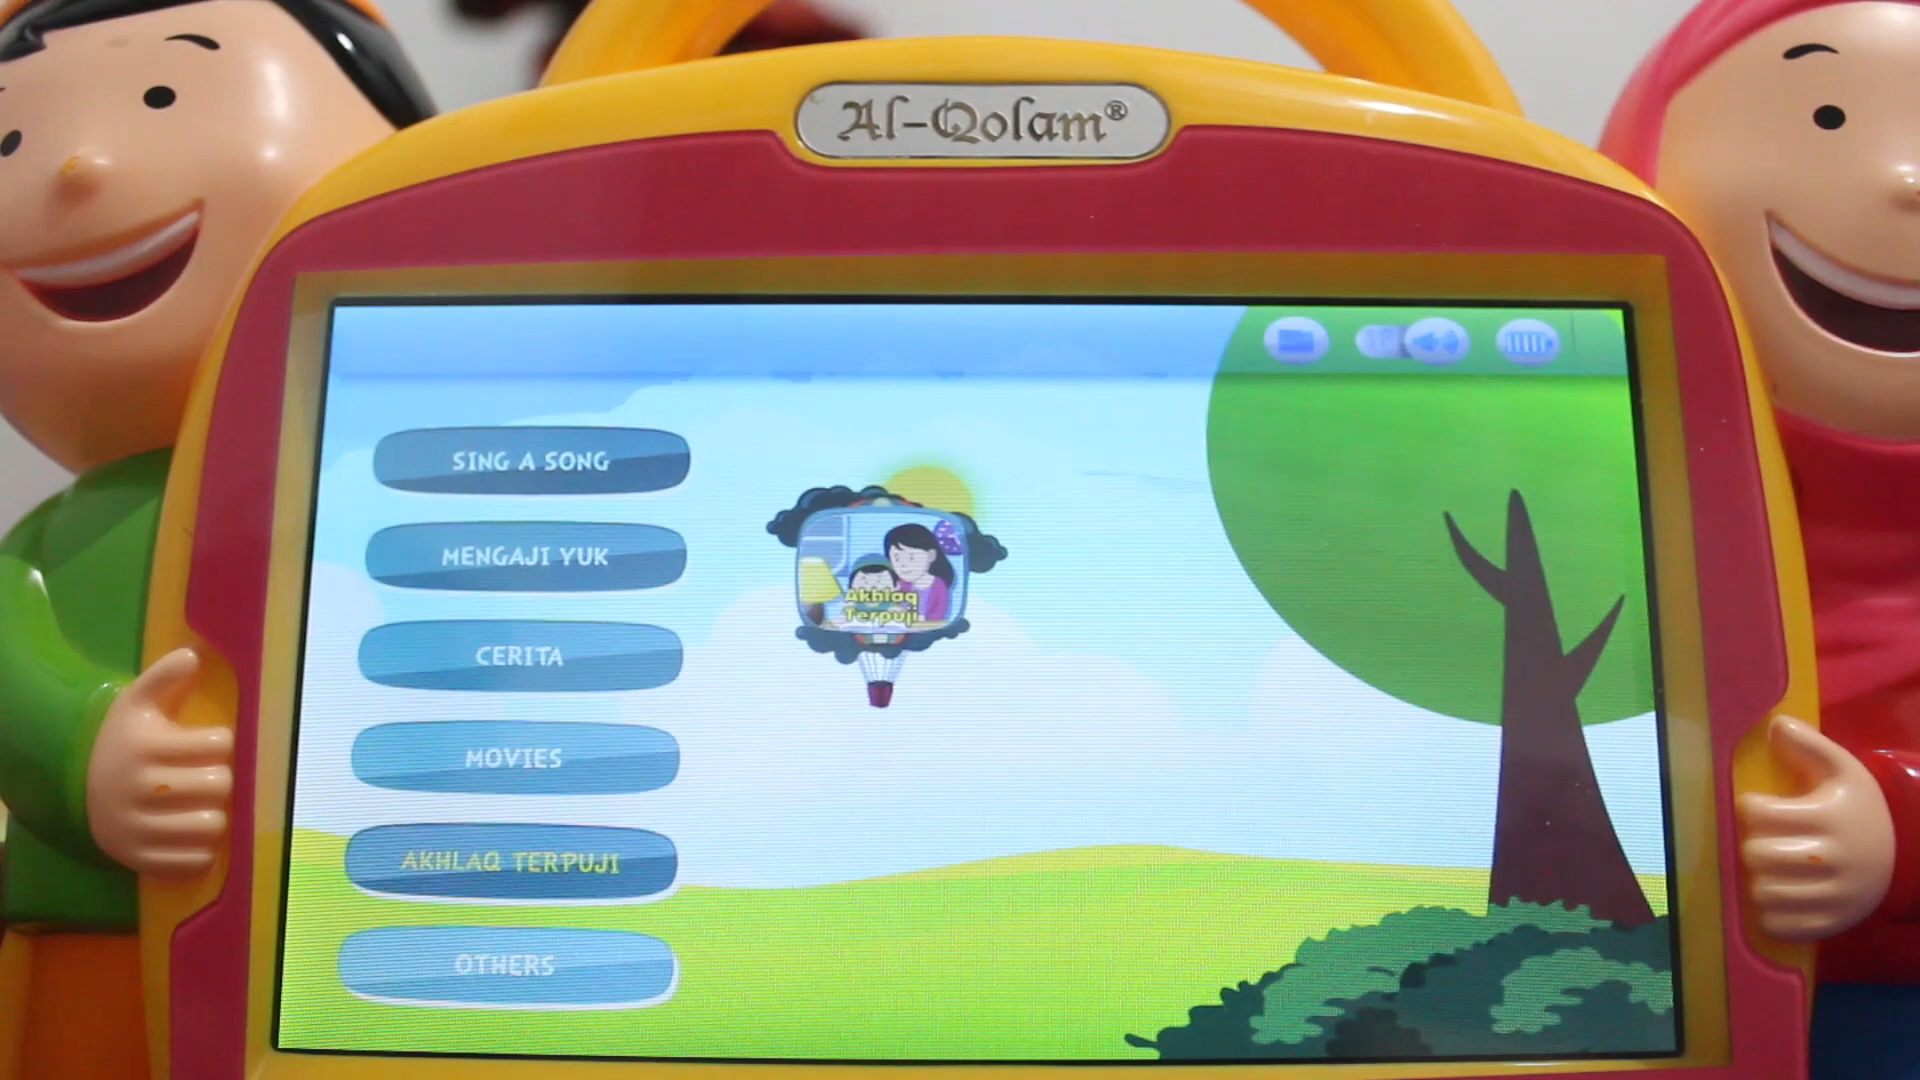 Al-Qolam®
SING A SONG
MENGAJI YUK
CERITA
MOVIES
AKHLAQ TERPUJI
OTHERS
Akhlaq
Terpuji